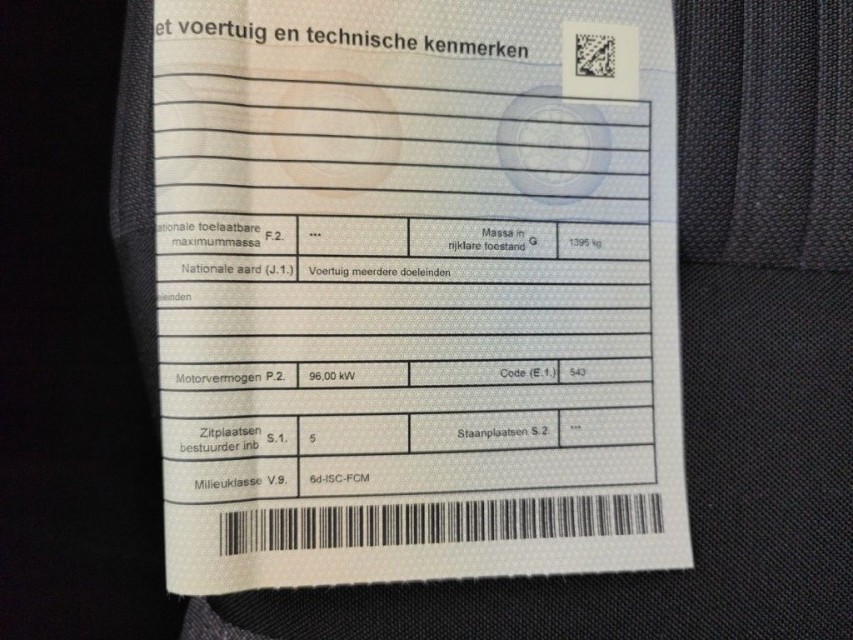 et voertuig en technische kenmerken
ationale toelaatbare maximummassa F.2. --- Massa in rijklare toestand G 1395 kg
Nationale aard (J.1.) Voertuig meerdere doeleinden
eleinden
Motorvermogen P.2. 96,00 kW Code (E.1.) 543
Zitplaatsen bestuurder inb S.1. 5 Staanplaatsen S.2. ---
Milieuklasse V.9. 6d-ISC-FCM